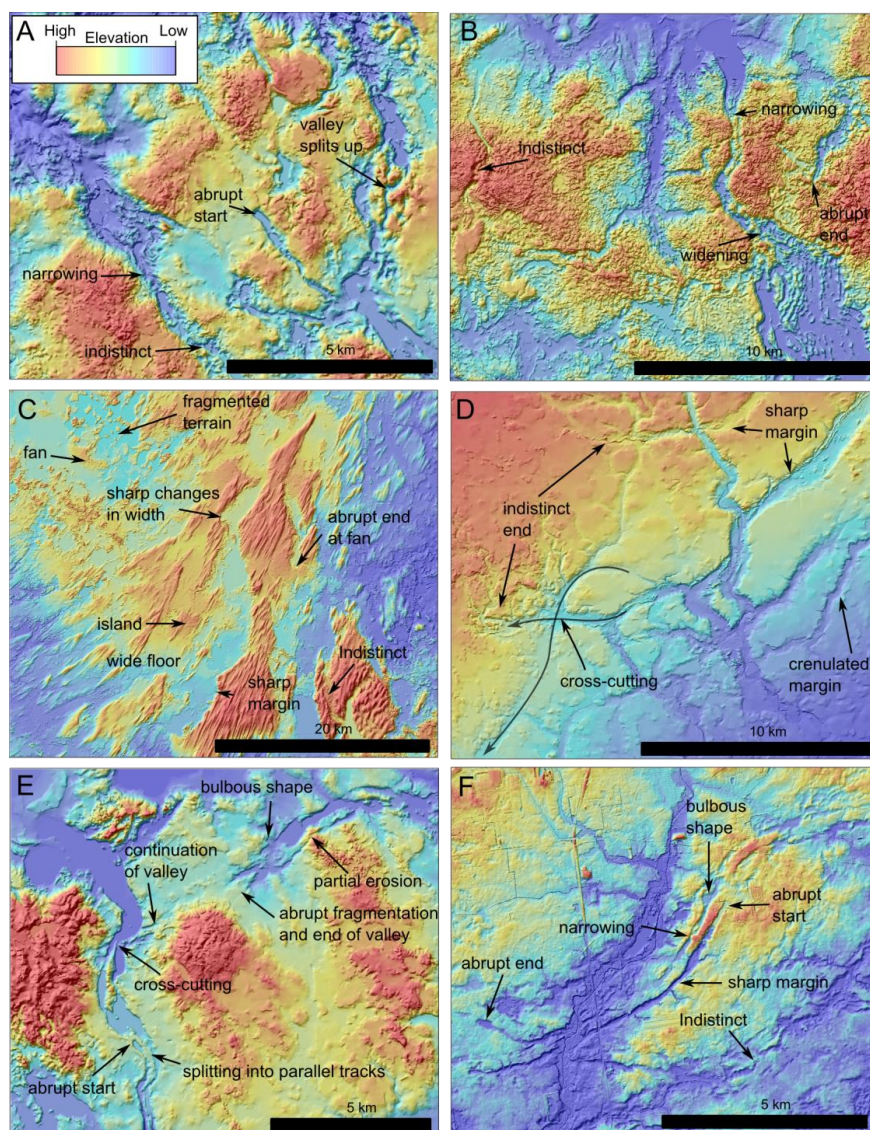 A
Elevation
High
Low
valley
splits up
abrupt
start
narrowing
indistinct
5 km
B
narrowing
indistinct
abrupt
end
widening
10 km
C
fragmented
terrain
fan
sharp changes
in width
abrupt end
at fan
island
wide floor
sharp
margin
Indistinct
20 km
D
sharp
margin
indistinct
end
cross-cutting
crenulated
margin
10 km
E
bulbous shape
continuation
of valley
partial erosion
abrupt fragmentation
and end of valley
cross-cutting
abrupt start
splitting into parallel tracks
5 km
F
bulbous
shape
abrupt
start
narrowing
abrupt end
sharp margin
Indistinct
5 km